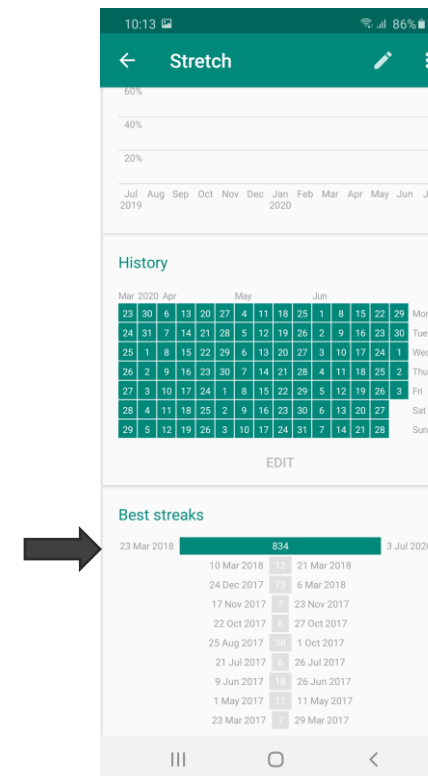 10:13 86%
Stretch
60%
40%
20%
Jul Aug Sep Oct Nov Dec Jan Feb Mar Apr May Jun J
2019 2020
History
Mar 2020 Apr May Jun
23 30 6 13 20 27 4 11 18 25 1 8 15 22 29 Mon
24 31 7 14 21 28 5 12 19 26 2 9 16 23 30 Tue
25 1 8 15 22 29 6 13 20 27 3 10 17 24 1 Wed
26 2 9 16 23 30 7 14 21 28 4 11 18 25 2 Thu
27 3 10 17 24 1 8 15 22 29 5 12 19 26 3 Fri
28 4 11 18 25 2 9 16 23 30 6 13 20 27 Sat
29 5 12 19 26 3 10 17 24 31 7 14 21 28 Sun
EDIT
Best streaks
23 Mar 2018 834 3 Jul 2020
10 Mar 2018 12 21 Mar 2018
24 Dec 2017 73 6 Mar 2018
17 Nov 2017 7 23 Nov 2017
22 Oct 2017 6 27 Oct 2017
25 Aug 2017 38 1 Oct 2017
21 Jul 2017 6 26 Jul 2017
9 Jun 2017 18 26 Jun 2017
1 May 2017 11 11 May 2017
23 Mar 2017 7 29 Mar 2017